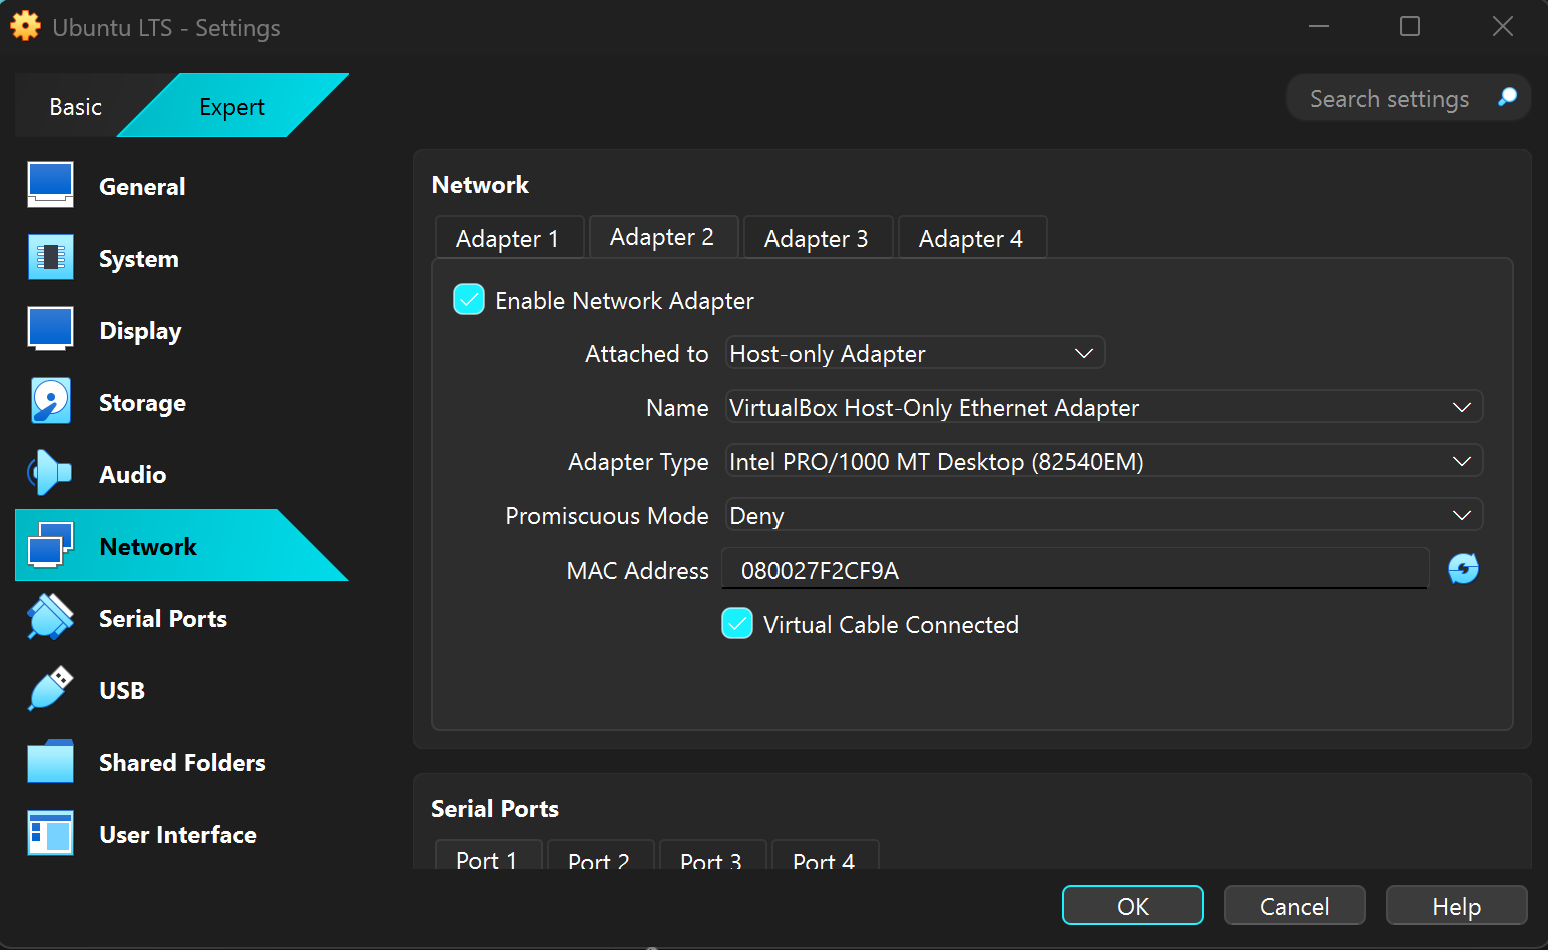 Ubuntu LTS - Settings
Basic
Expert
Search settings
General
System
Display
Storage
Audio
Network
Serial Ports
USB
Shared Folders
User Interface
Network
Adapter 1
Adapter 2
Adapter 3
Adapter 4
Enable Network Adapter
Attached to Host-only Adapter
Name VirtualBox Host-Only Ethernet Adapter
Adapter Type Intel PRO/1000 MT Desktop (82540EM)
Promiscuous Mode Deny
MAC Address 080027F2CF9A
Virtual Cable Connected
Serial Ports
Port 1
Port 2
Port 3
Port 4
OK
Cancel
Help